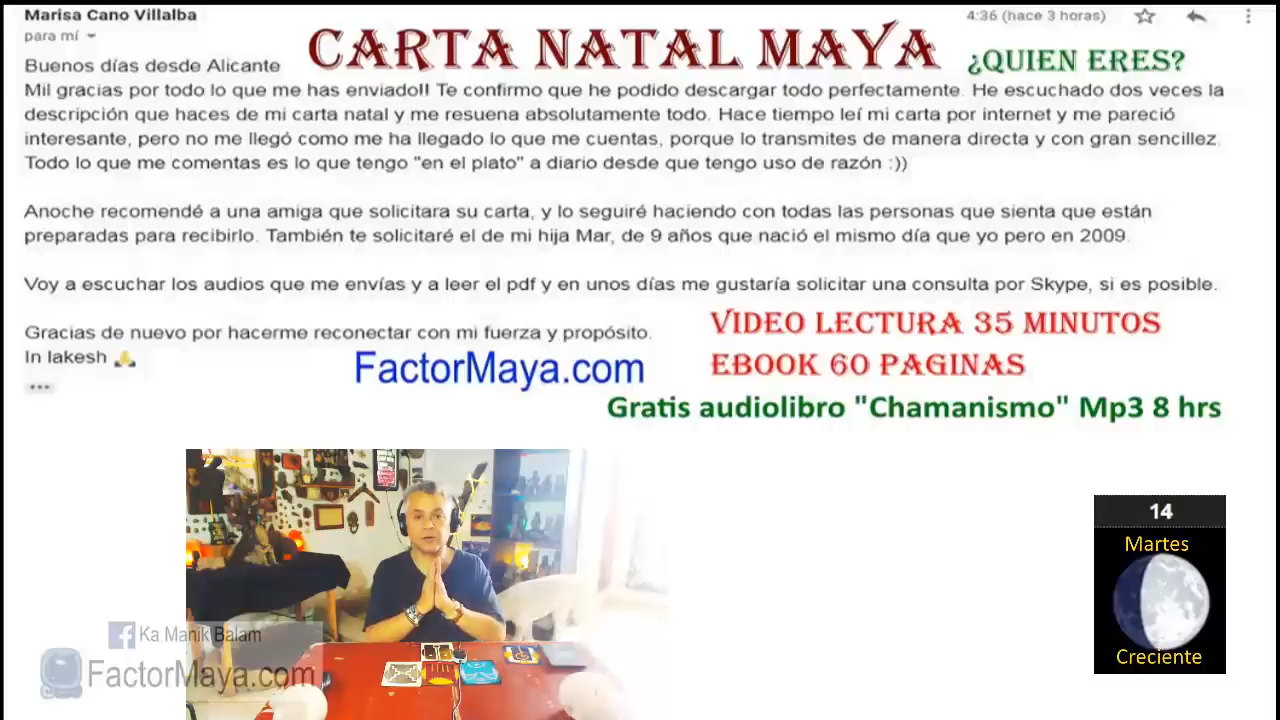 Marisa Cano Villalba
4:36 (hace 3 horas)
para mí
CARTA NATAL MAYA
¿QUIEN ERES?
Buenos días desde Alicante
Mil gracias por todo lo que me has enviado!! Te confirmo que he podido descargar todo perfectamente. He escuchado dos veces la
descripción que haces de mi carta natal y me resuena absolutamente todo. Hace tiempo leí mi carta por internet y me pareció
interesante, pero no me llegó como me ha llegado lo que me cuentas, porque lo transmites de manera directa y con gran sencillez.
Todo lo que me comentas es lo que tengo "en el plato" a diario desde que tengo uso de razón :))
Anoche recomendé a una amiga que solicitara su carta, y lo seguiré haciendo con todas las personas que sienta que están
preparadas para recibirlo. También te solicitaré el de mi hija Mar, de 9 años que nació el mismo día que yo pero en 2009.
Voy a escuchar los audios que me envías y a leer el pdf y en unos días me gustaría solicitar una consulta por Skype, si es posible.
Gracias de nuevo por hacerme reconectar con mi fuerza y propósito.
In lakesh 🙏
VIDEO LECTURA 35 MINUTOS
FactorMaya.com
EBOOK 60 PAGINAS
Gratis audiolibro "Chamanismo" Mp3 8 hrs
14
Martes
Creciente
Ka Manik Balam
FactorMaya.com